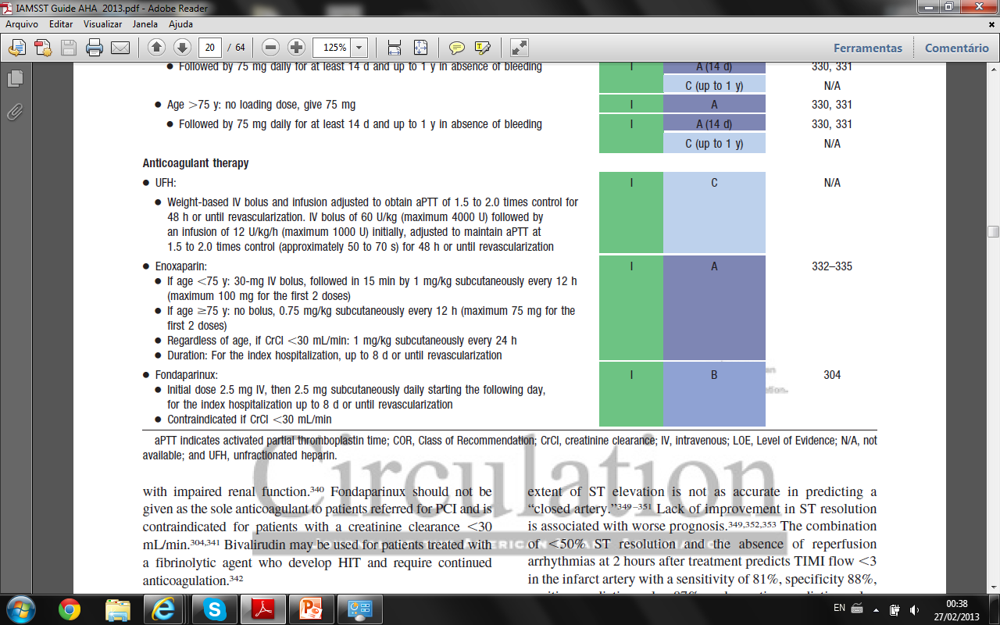 IAMSST Guide AHA_2013.pdf - Adobe Reader
Arquivo Editar Visualizar Janela Ajuda
20 / 64 125% Ferramentas Comentário
● Followed by 75 mg daily for at least 14 d and up to 1 y in absence of bleeding I A (14 d) 330, 331
C (up to 1 y) N/A
● Age >75 y: no loading dose, give 75 mg I A 330, 331
● Followed by 75 mg daily for at least 14 d and up to 1 y in absence of bleeding I A (14 d) 330, 331
C (up to 1 y) N/A
Anticoagulant therapy
● UFH: I C N/A
● Weight-based IV bolus and infusion adjusted to obtain aPTT of 1.5 to 2.0 times control for
48 h or until revascularization. IV bolus of 60 U/kg (maximum 4000 U) followed by
an infusion of 12 U/kg/h (maximum 1000 U) initially, adjusted to maintain aPTT at
1.5 to 2.0 times control (approximately 50 to 70 s) for 48 h or until revascularization
● Enoxaparin: I A 332–335
● If age <75 y: 30-mg IV bolus, followed in 15 min by 1 mg/kg subcutaneously every 12 h
(maximum 100 mg for the first 2 doses)
● If age ≥75 y: no bolus, 0.75 mg/kg subcutaneously every 12 h (maximum 75 mg for the
first 2 doses)
● Regardless of age, if CrCl <30 mL/min: 1 mg/kg subcutaneously every 24 h
● Duration: For the index hospitalization, up to 8 d or until revascularization
● Fondaparinux: I B 304
● Initial dose 2.5 mg IV, then 2.5 mg subcutaneously daily starting the following day,
for the index hospitalization up to 8 d or until revascularization
● Contraindicated if CrCl <30 mL/min
aPTT indicates activated partial thromboplastin time; COR, Class of Recommendation; CrCl, creatinine clearance; IV, intravenous; LOE, Level of Evidence; N/A, not
available; and UFH, unfractionated heparin.
Circulation
with impaired renal function.340 Fondaparinux should not be
given as the sole anticoagulant to patients referred for PCI and is
contraindicated for patients with a creatinine clearance <30
mL/min.304,341 Bivalirudin may be used for patients treated with
a fibrinolytic agent who develop HIT and require continued
anticoagulation.342
extent of ST elevation is not as accurate in predicting a
“closed artery.”349–351 Lack of improvement in ST resolution
is associated with worse prognosis.349,352,353 The combination
of <50% ST resolution and the absence of reperfusion
arrhythmias at 2 hours after treatment predicts TIMI flow <3
in the infarct artery with a sensitivity of 81%, specificity 88%,
EN 00:38
27/02/2013